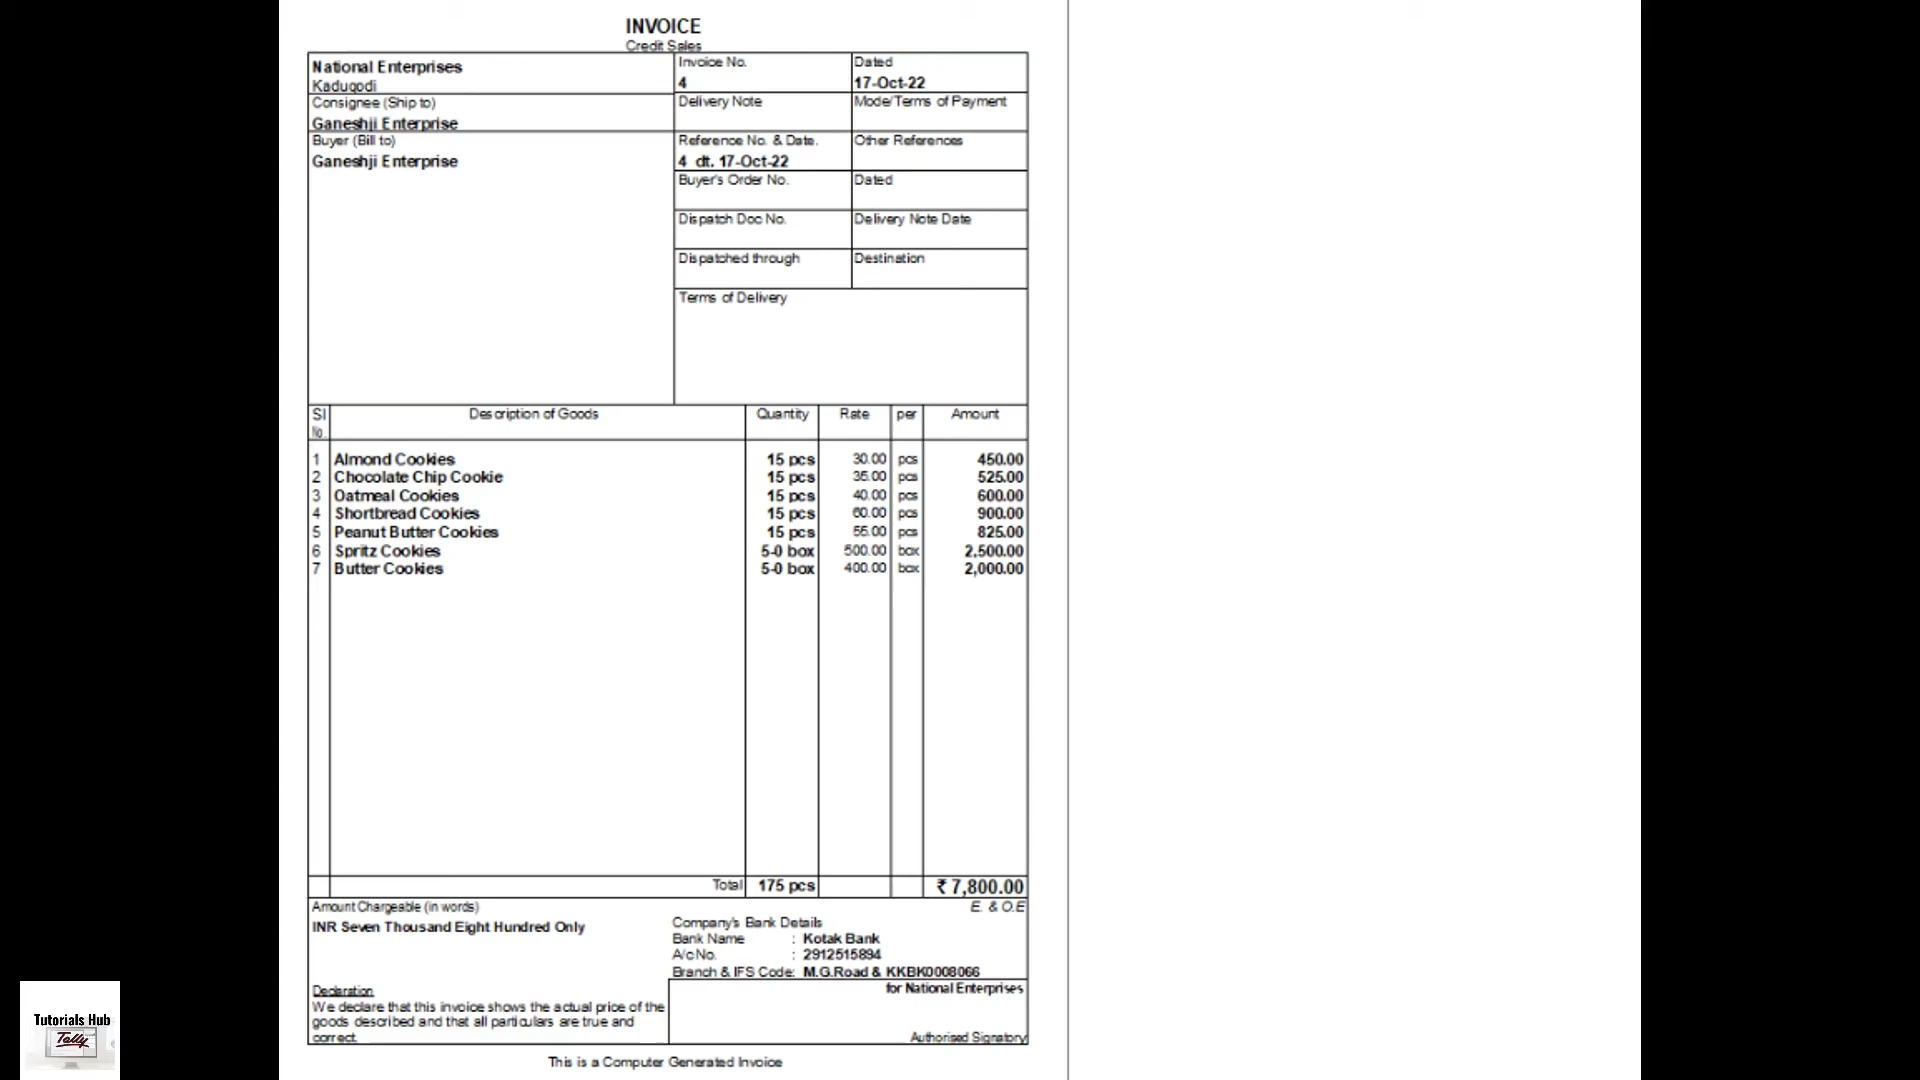 INVOICE
Credit Sales
National Enterprises
Kadugodi
Consignee (Ship to)
Ganeshji Enterprise
Buyer (Bill to)
Ganeshji Enterprise
Invoice No.
4
Dated
17-Oct-22
Delivery Note
Mode/Terms of Payment
Reference No. & Date.
4 dt. 17-Oct-22
Other References
Buyer's Order No.
Dated
Dispatch Doc No.
Delivery Note Date
Dispatched through
Destination
Terms of Delivery
Sl No. Description of Goods Quantity Rate per Amount
1 Almond Cookies 15 pcs 30.00 pcs 450.00
2 Chocolate Chip Cookie 15 pcs 35.00 pcs 525.00
3 Oatmeal Cookies 15 pcs 40.00 pcs 600.00
4 Shortbread Cookies 15 pcs 60.00 pcs 900.00
5 Peanut Butter Cookies 15 pcs 55.00 pcs 825.00
6 Spritz Cookies 5-0 box 500.00 box 2,500.00
7 Butter Cookies 5-0 box 400.00 box 2,000.00
Total 175 pcs ₹ 7,800.00
Amount Chargeable (in words) E. & O.E
INR Seven Thousand Eight Hundred Only
Company's Bank Details
Bank Name : Kotak Bank
A/c No. : 2912515894
Branch & IFS Code: M.G.Road & KKBK0008066
Declaration
We declare that this invoice shows the actual price of the
goods described and that all particulars are true and
correct.
for National Enterprises
Authorised Signatory
This is a Computer Generated Invoice
Tutorials Hub
Tally